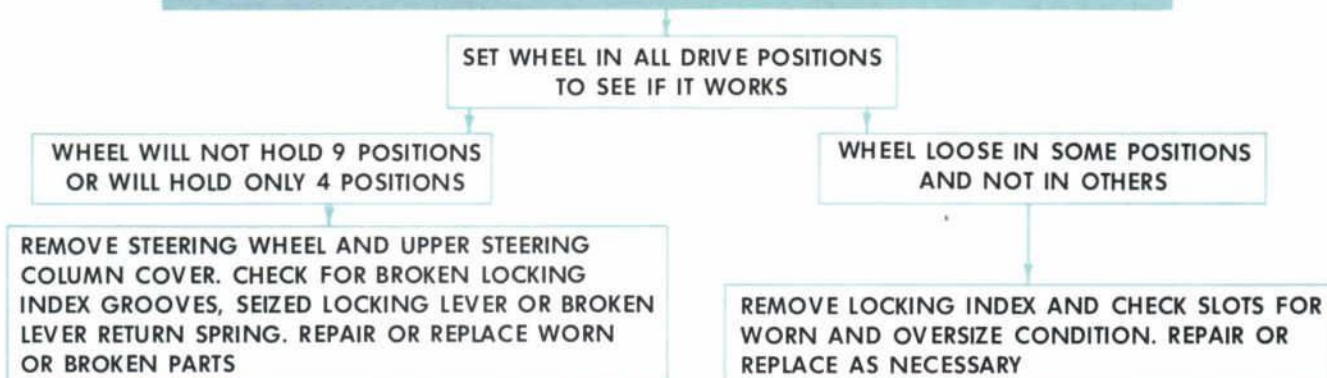 SET WHEEL IN ALL DRIVE POSITIONS
TO SEE IF IT WORKS
WHEEL WILL NOT HOLD 9 POSITIONS
OR WILL HOLD ONLY 4 POSITIONS
WHEEL LOOSE IN SOME POSITIONS
AND NOT IN OTHERS
REMOVE STEERING WHEEL AND UPPER STEERING
COLUMN COVER. CHECK FOR BROKEN LOCKING
INDEX GROOVES, SEIZED LOCKING LEVER OR BROKEN
LEVER RETURN SPRING. REPAIR OR REPLACE WORN
OR BROKEN PARTS
REMOVE LOCKING INDEX AND CHECK SLOTS FOR
WORN AND OVERSIZE CONDITION. REPAIR OR
REPLACE AS NECESSARY